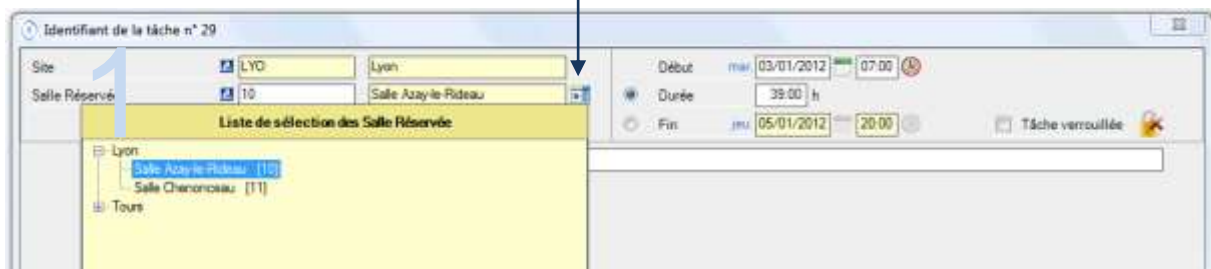 Identifiant de la tâche n° 29
Site LYO Lyon Début mar. 03/01/2012 07:00
Salle Réservée 10 Salle Azay-le-Rideau Durée 39:00 h
Fin jeu. 05/01/2012 20:00 Tâche verrouillée
1
Liste de sélection des Salle Réservée
Lyon
Salle Azay-le-Rideau [10]
Salle Chenonceau [11]
Tours